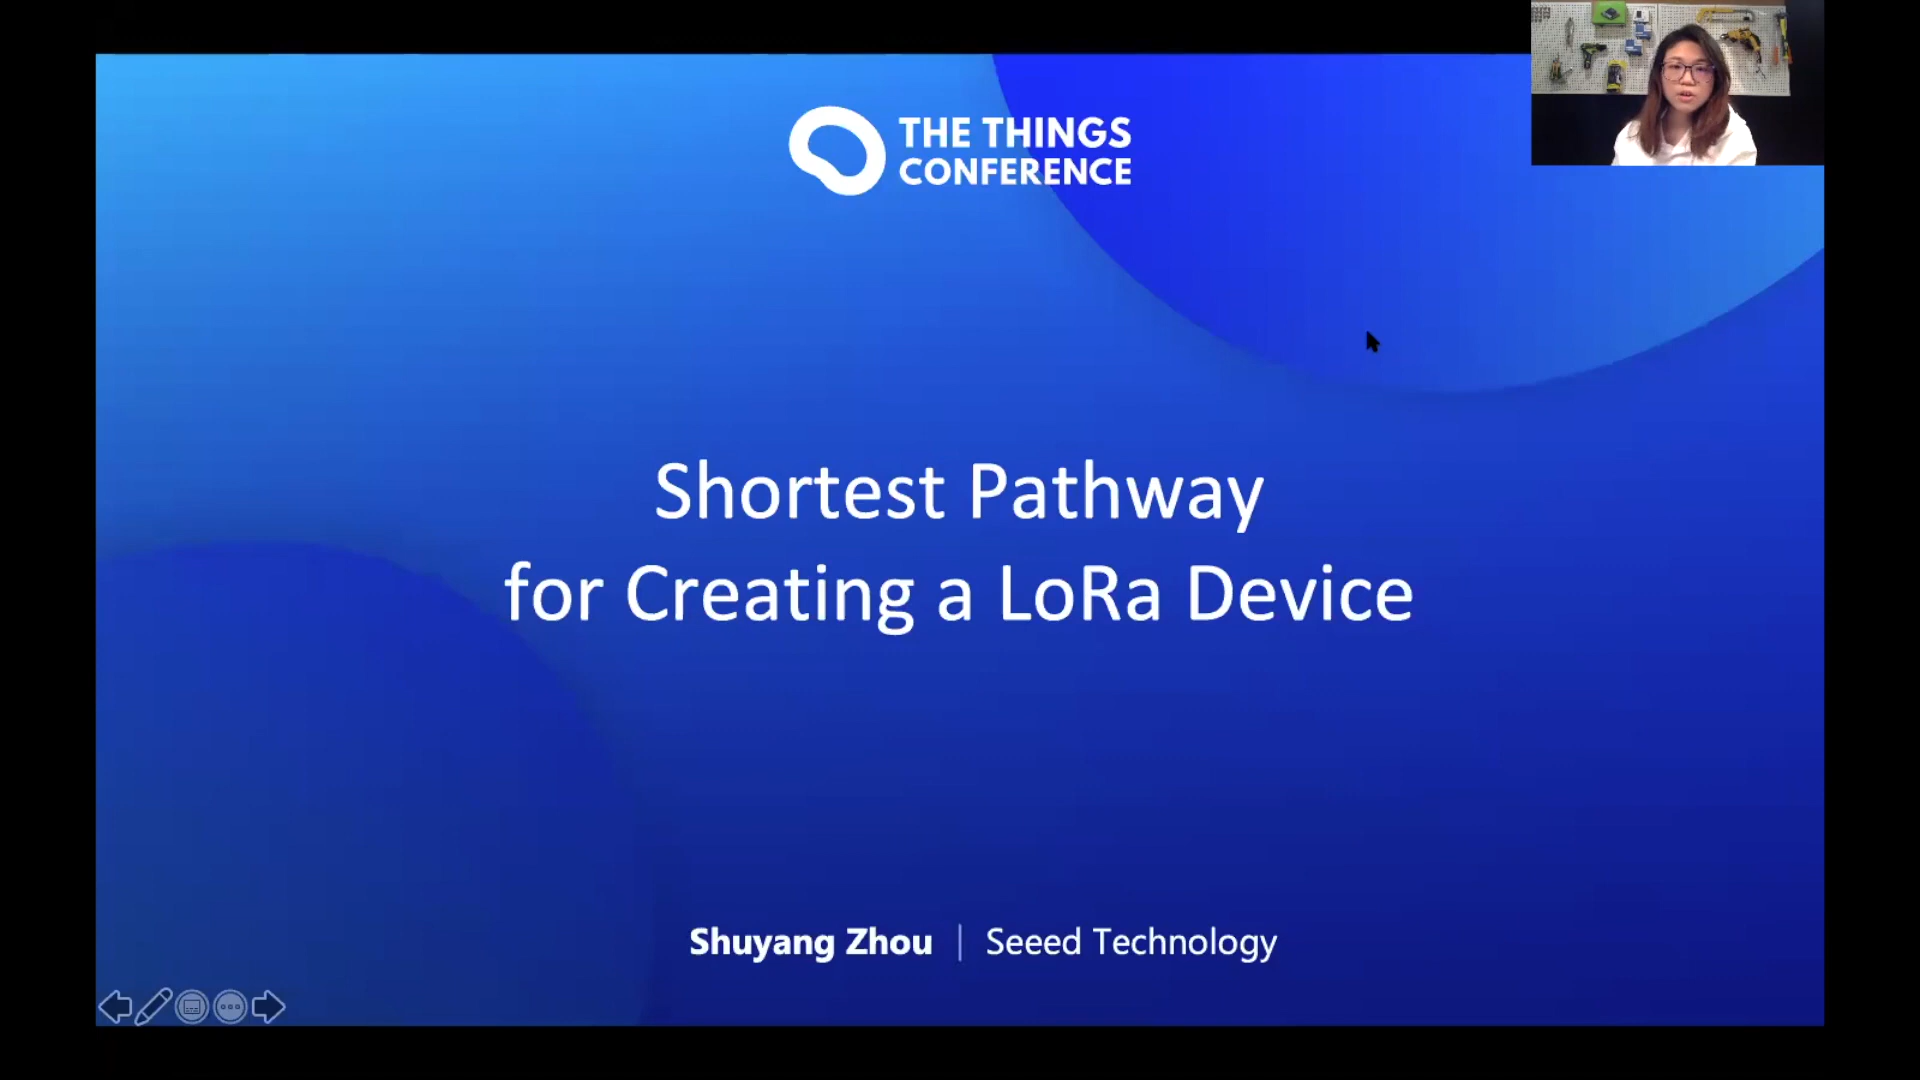 THE THINGS
CONFERENCE
Shortest Pathway
for Creating a LoRa Device
Shuyang Zhou | Seeed Technology